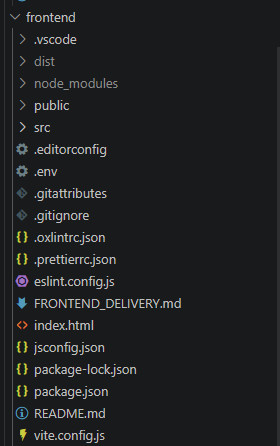 frontend
.vscode
dist
node_modules
public
src
.editorconfig
.env
.gitattributes
.gitignore
.oxlintrc.json
.prettierrc.json
eslint.config.js
FRONTEND_DELIVERY.md
index.html
jsconfig.json
package-lock.json
package.json
README.md
vite.config.js